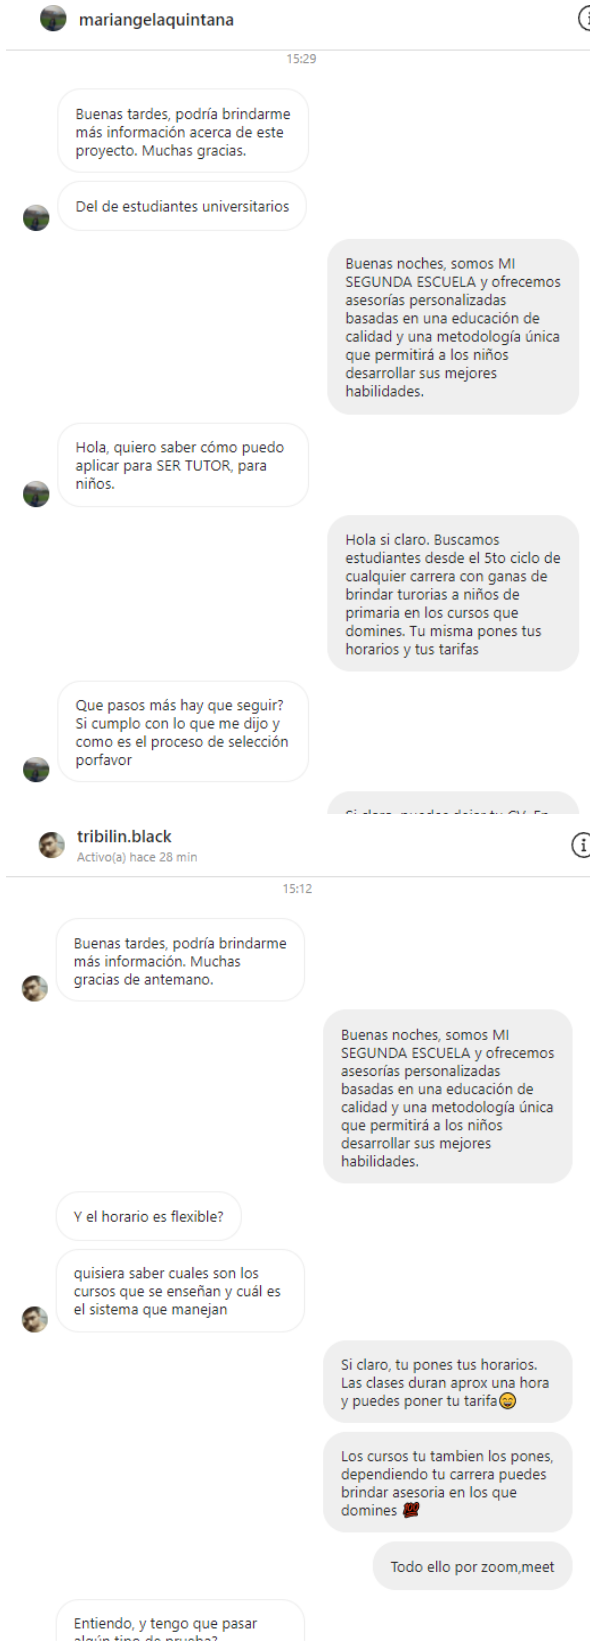 mariangelaquintana
15:29
Buenas tardes, podría brindarme
más información acerca de este
proyecto. Muchas gracias.
Del de estudiantes universitarios
Buenas noches, somos MI
SEGUNDA ESCUELA y ofrecemos
asesorías personalizadas
basadas en una educación de
calidad y una metodología única
que permitirá a los niños
desarrollar sus mejores
habilidades.
Hola, quiero saber cómo puedo
aplicar para SER TUTOR, para
niños.
Hola si claro. Buscamos
estudiantes desde el 5to ciclo de
cualquier carrera con ganas de
brindar turorias a niños de
primaria en los cursos que
domines. Tu misma pones tus
horarios y tus tarifas
Que pasos más hay que seguir?
Si cumplo con lo que me dijo y
como es el proceso de selección
porfavor
Si claro, puedes dejar tu CV. En
tribilin.black
Activo(a) hace 28 min
15:12
Buenas tardes, podría brindarme
más información. Muchas
gracias de antemano.
Buenas noches, somos MI
SEGUNDA ESCUELA y ofrecemos
asesorías personalizadas
basadas en una educación de
calidad y una metodología única
que permitirá a los niños
desarrollar sus mejores
habilidades.
Y el horario es flexible?
quisiera saber cuales son los
cursos que se enseñan y cuál es
el sistema que manejan
Si claro, tu pones tus horarios.
Las clases duran aprox una hora
y puedes poner tu tarifa😄
Los cursos tu tambien los pones,
dependiendo tu carrera puedes
brindar asesoria en los que
domines 💯
Todo ello por zoom,meet
Entiendo, y tengo que pasar
algún tipo de prueba?